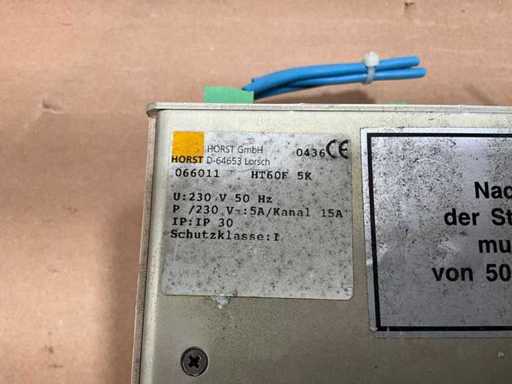 HORST GmbH
HORST D-64653 Lorsch
0436 CE
066011 HT60F 5K
U:230 V 50 Hz
P /230 V~:5A/Kanal 15A
IP:IP 30
Schutzklasse:I
Nac
der St
mu
von 50